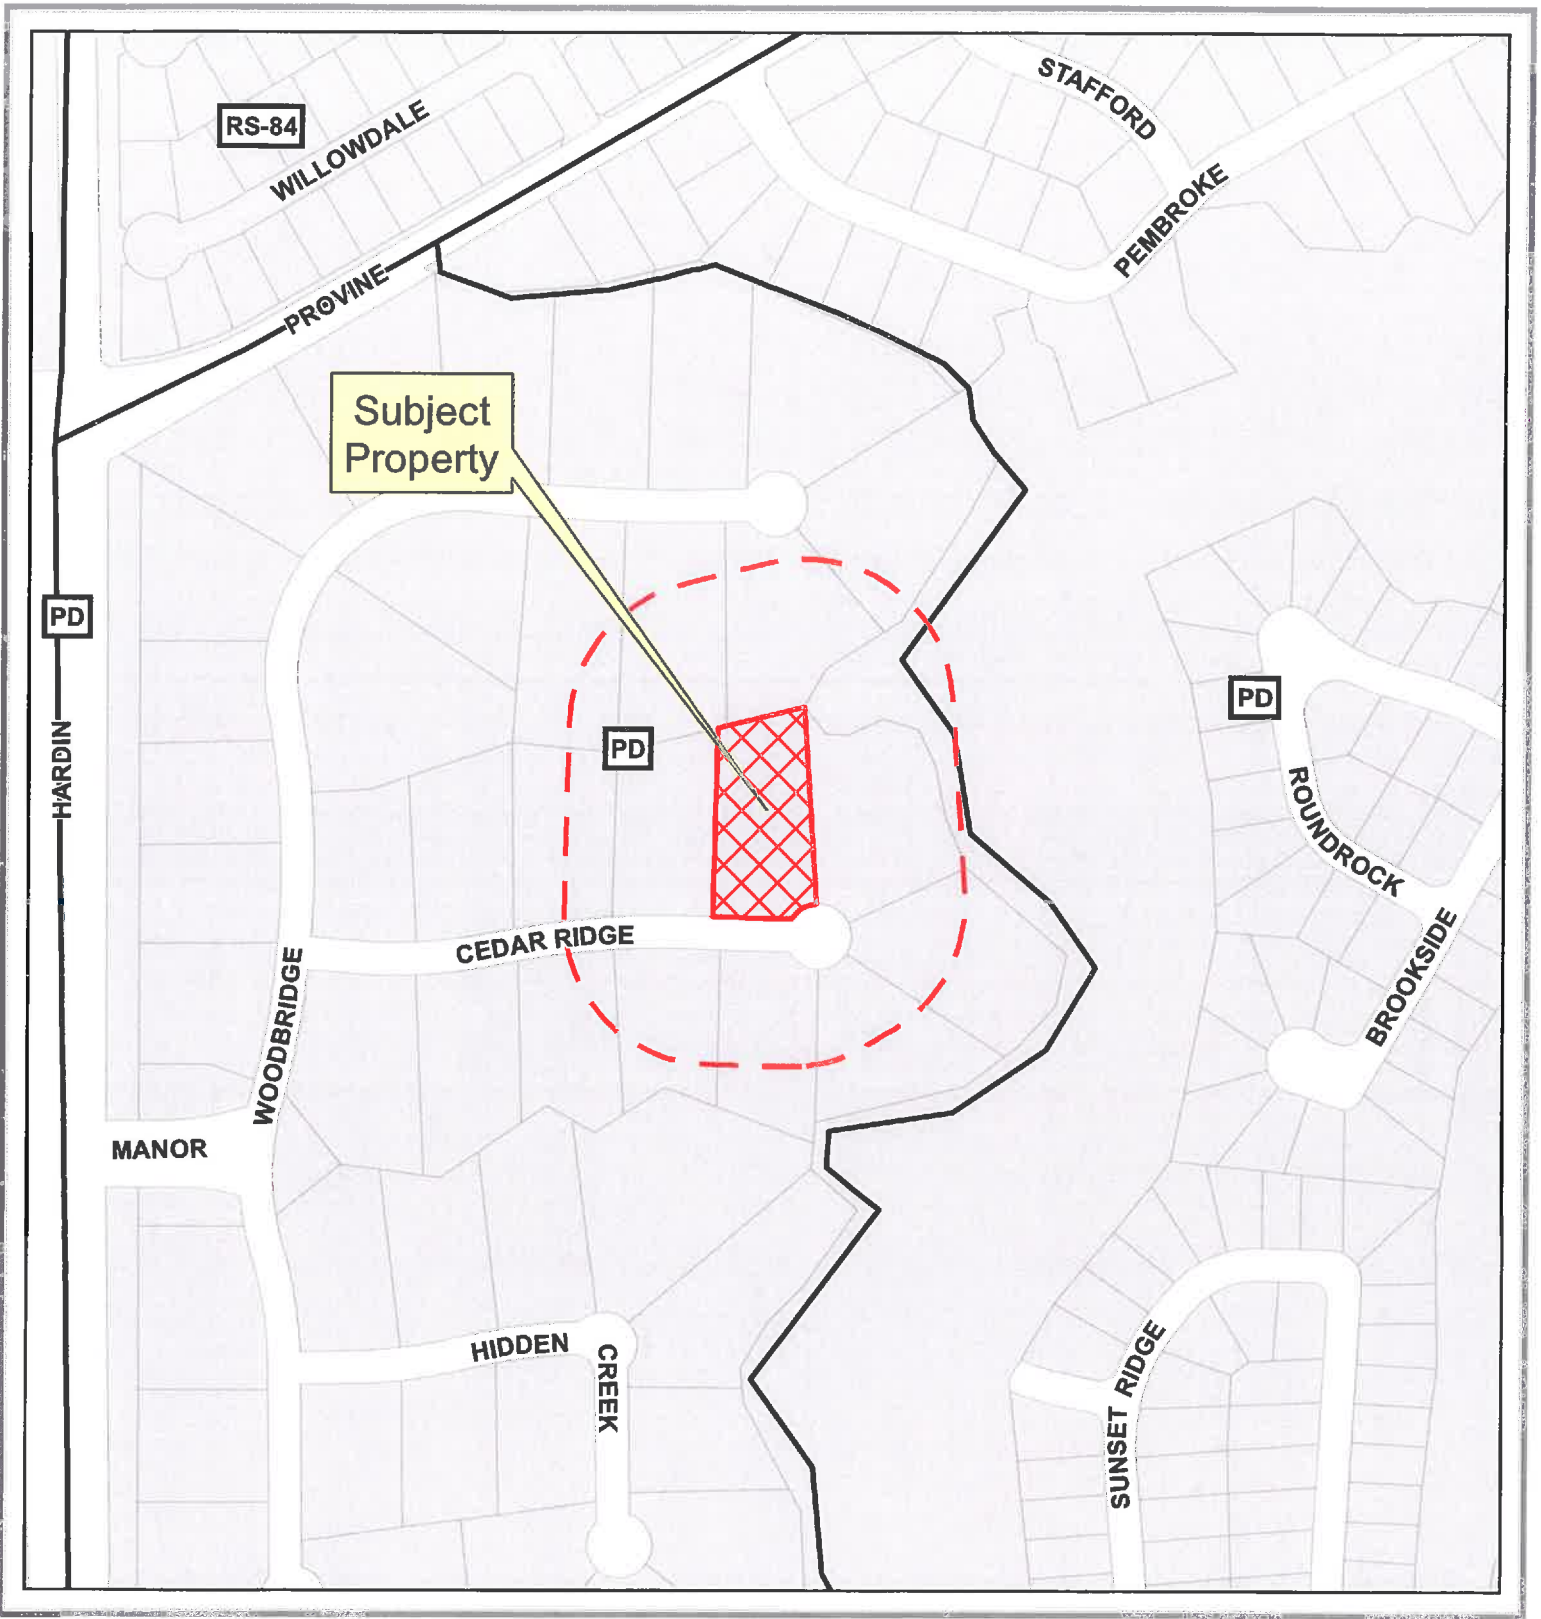 STAFFORD
RS-84
WILLOWDALE
PEMBROKE
PROVINE
Subject
Property
PD
PD
PD
HARDIN
ROUNDROCK
CEDAR RIDGE
BROOKSIDE
WOODBRIDGE
MANOR
HIDDEN
CREEK
SUNSET RIDGE